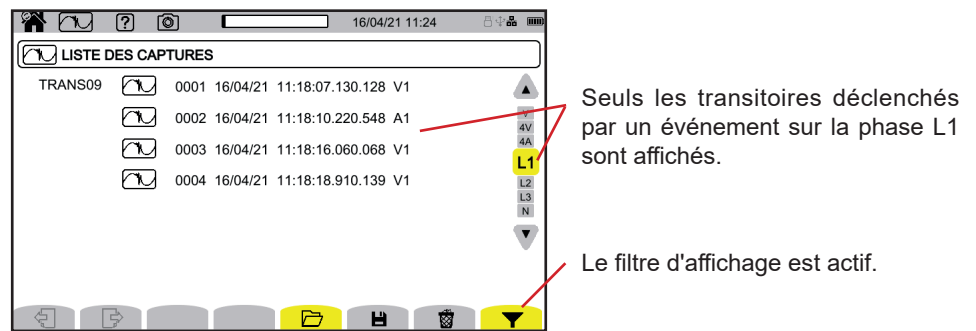 ?
16/04/21 11:24
LISTE DES CAPTURES
TRANS09
0001 16/04/21 11:18:07.130.128 V1
0002 16/04/21 11:18:10.220.548 A1
0003 16/04/21 11:18:16.060.068 V1
0004 16/04/21 11:18:18.910.139 V1
4V
4A
L1
L2
L3
N
Seuls les transitoires déclenchés
par un événement sur la phase L1
sont affichés.
Le filtre d'affichage est actif.